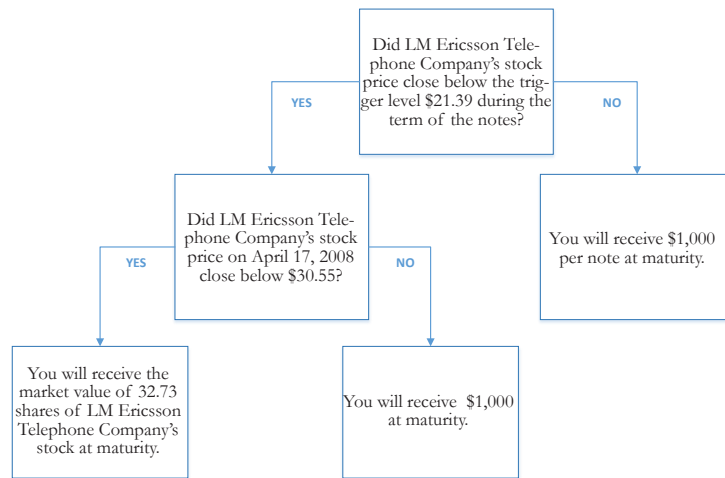 Did LM Ericsson Tele-
phone Company's stock
price close below the trig-
ger level $21.39 during the
term of the notes?
YES
NO
Did LM Ericsson Tele-
phone Company's stock
price on April 17, 2008
close below $30.55?
You will receive $1,000
per note at maturity.
YES
NO
You will receive the
market value of 32.73
shares of LM Ericsson
Telephone Company's
stock at maturity.
You will receive $1,000
at maturity.